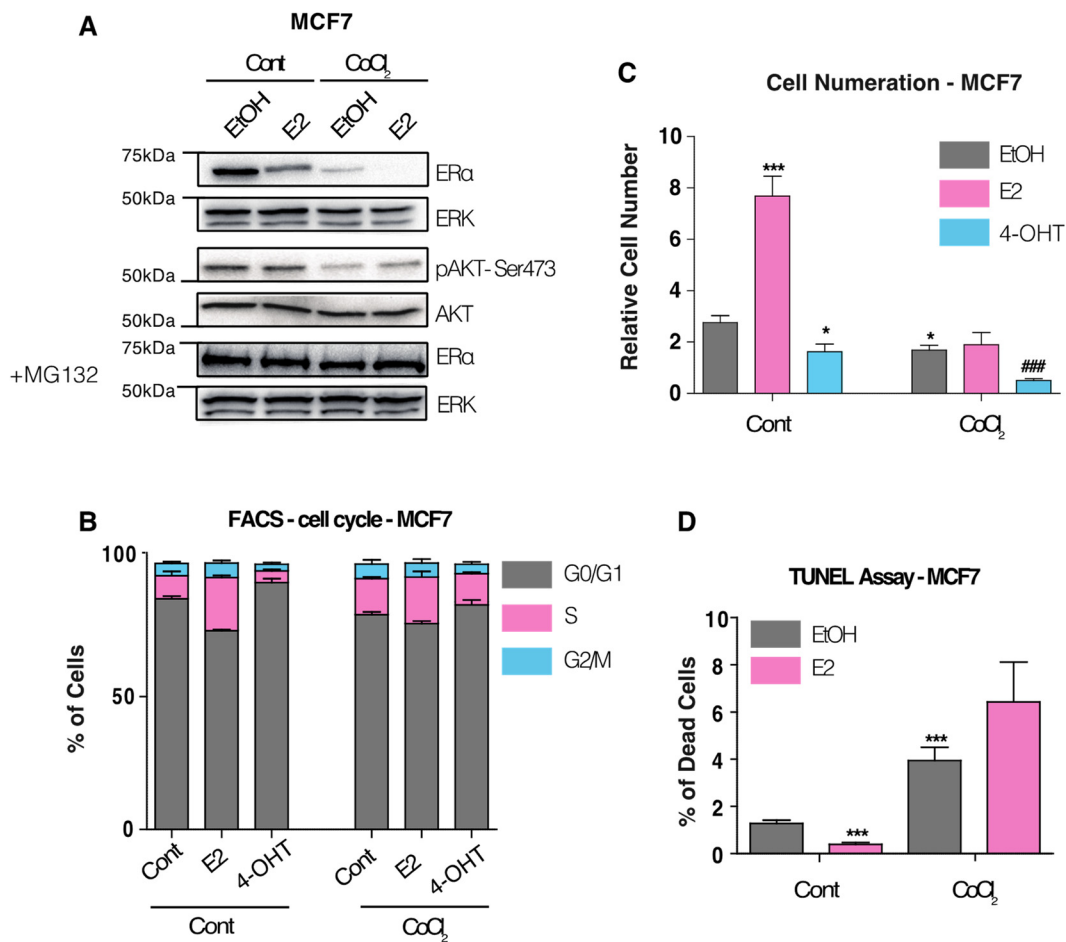 A
MCF7
Cont CoCl2
EtOH E2 EtOH E2
75kDa ERα
50kDa ERK
50kDa pAKT-Ser473
50kDa AKT
+MG132 75kDa ERα
50kDa ERK
C
Cell Numeration - MCF7
Relative Cell Number
10
8
6
4
2
0
EtOH
E2
4-OHT
***
*
*
###
Cont CoCl2
B
FACS - cell cycle - MCF7
% of Cells
100
50
0
G0/G1
S
G2/M
Cont E2 4-OHT Cont E2 4-OHT
Cont CoCl2
D
TUNEL Assay - MCF7
% of Dead Cells
10
8
6
4
2
0
EtOH
E2
***
***
Cont CoCl2